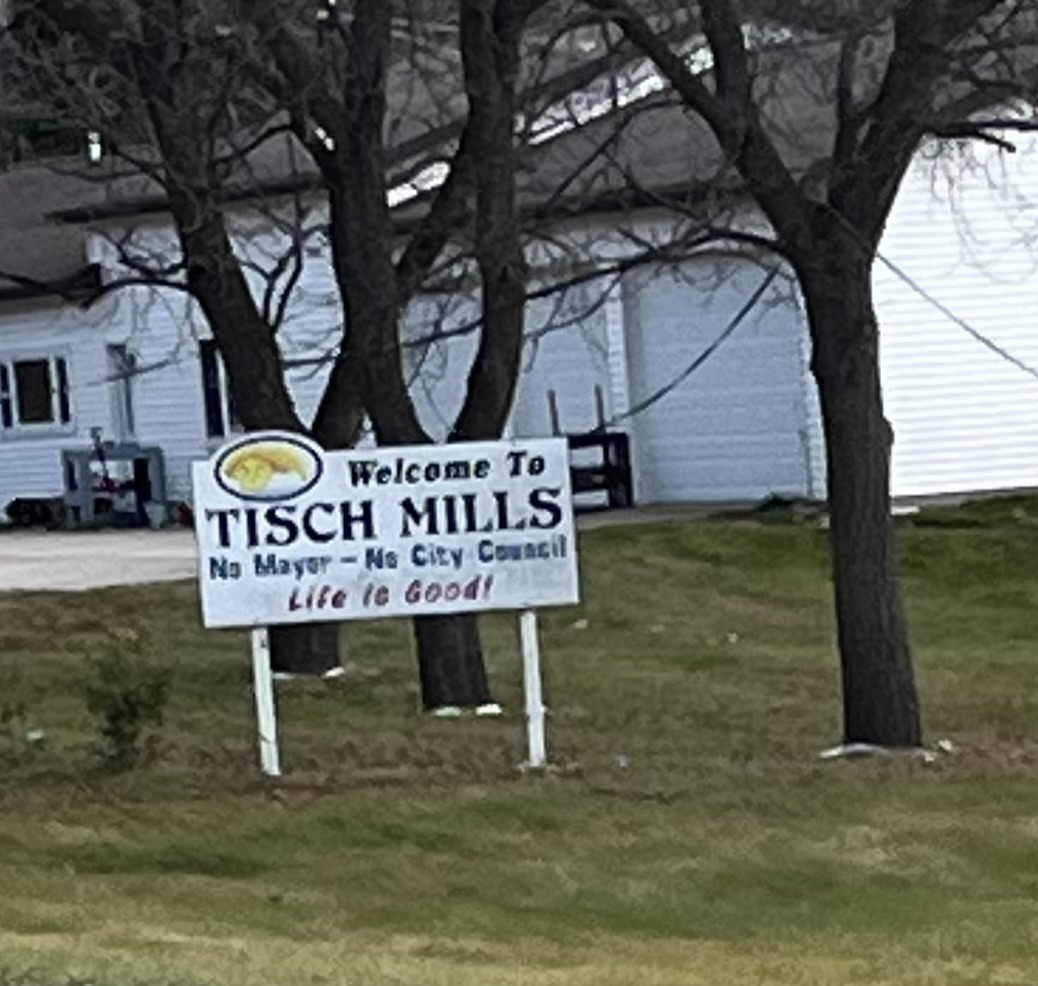 Welcome To
TISCH MILLS
No Mayor - No City Council
Life is Good!